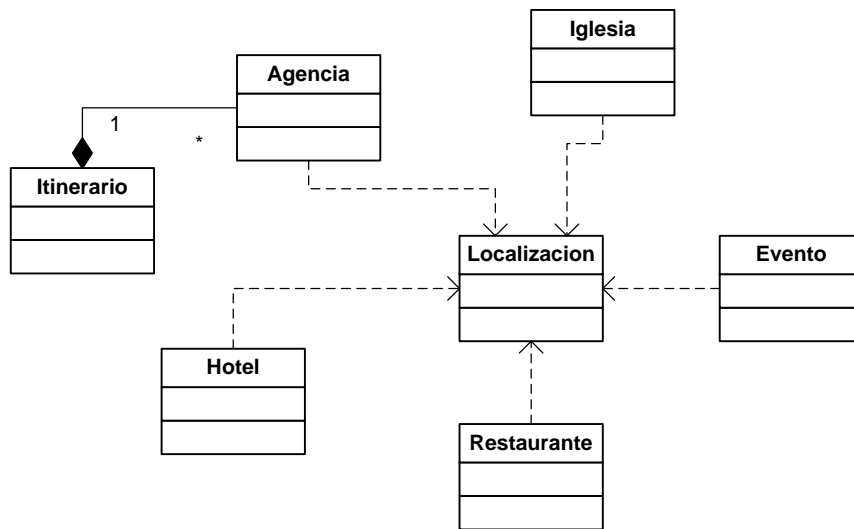 Iglesia
Agencia
1
*
Itinerario
Localizacion
Evento
Hotel
Restaurante